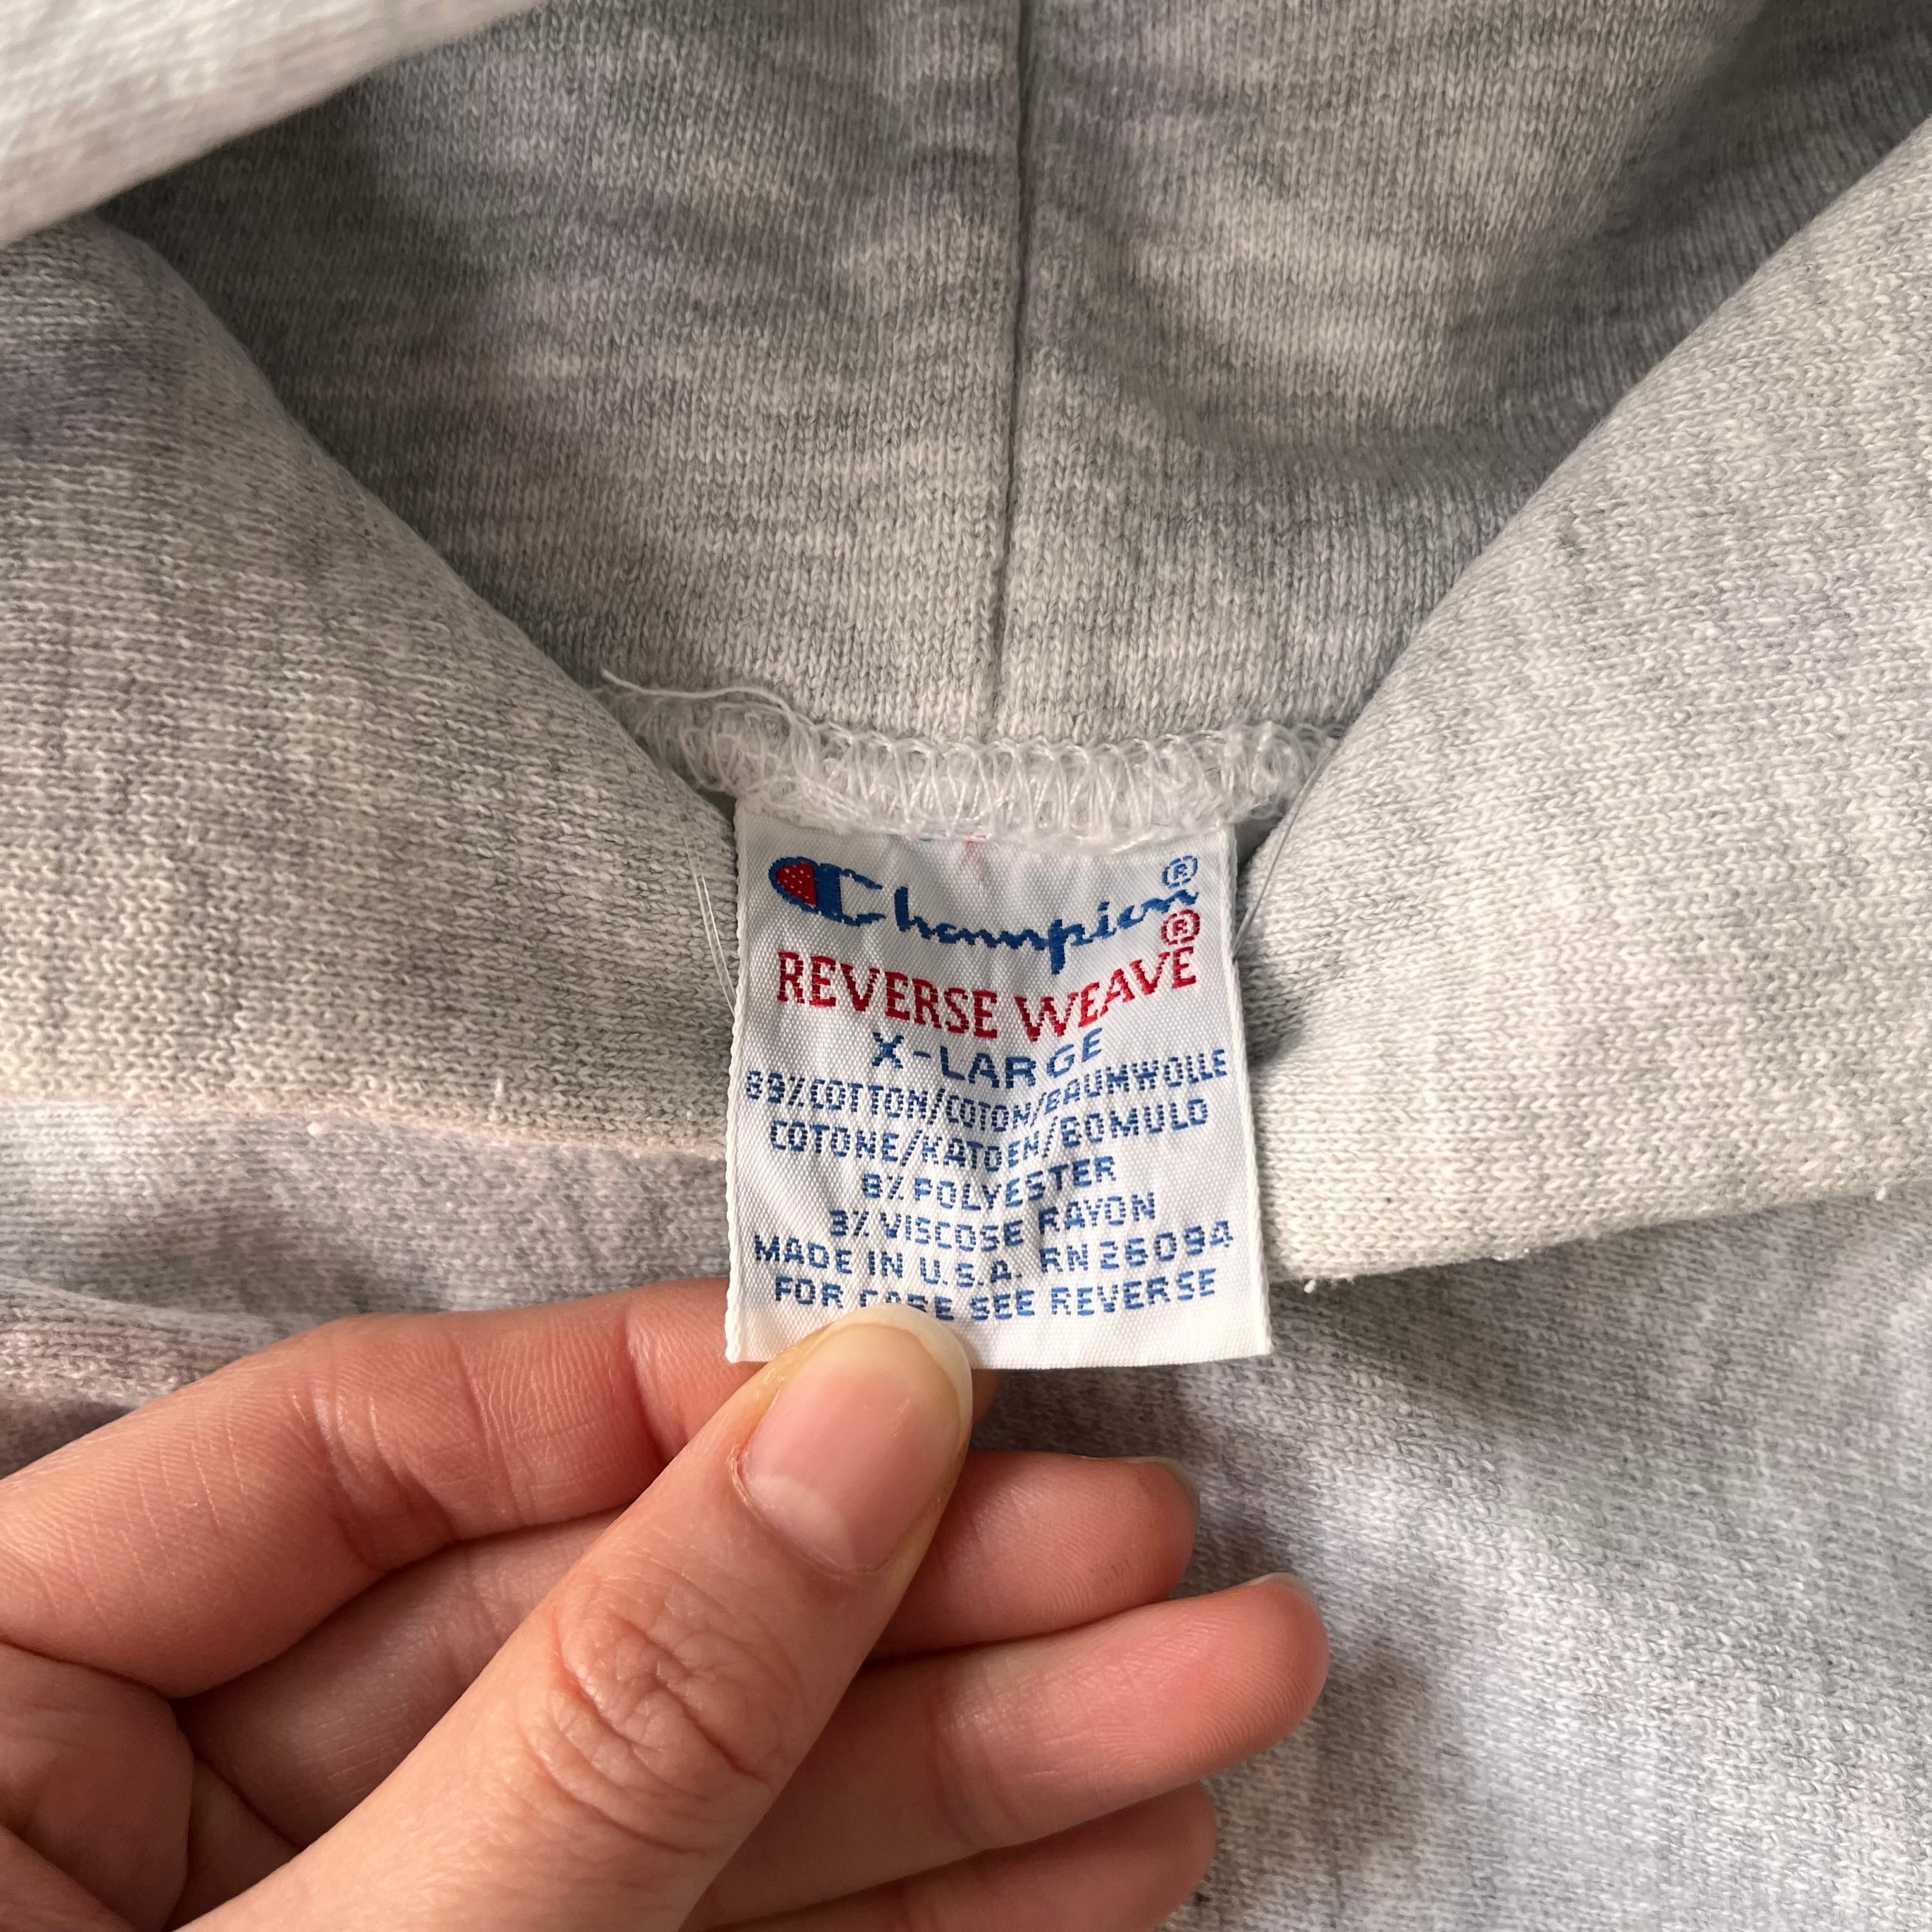 Champion®
REVERSE WEAVE®
X-LARGE
89% COTTON/COTON/BAUMWOLLE
COTONE/KATOEN/BOMULD
8% POLYESTER
3% VISCOSE RAYON
MADE IN U.S.A. RN 26094
FOR CARE SEE REVERSE